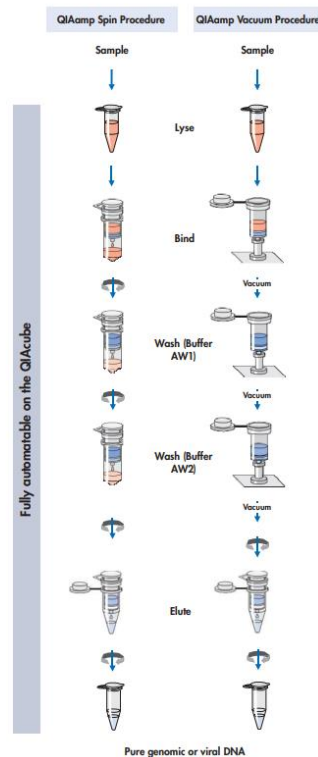 QIAamp Spin Procedure
QIAamp Vacuum Procedure
Sample
Sample
Lyse
Bind
Vacuum
Wash (Buffer
AW1)
Vacuum
Wash (Buffer
AW2)
Vacuum
Elute
Fully automatable on the QIAcube
Pure genomic or viral DNA